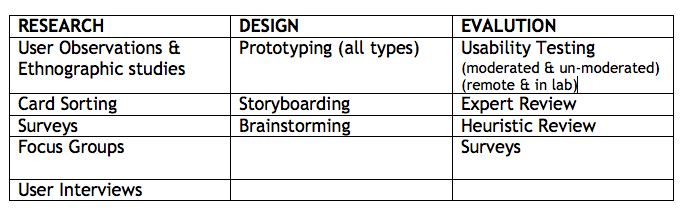 RESEARCH DESIGN EVALUTION
User Observations & Prototyping (all types) Usability Testing
Ethnographic studies (moderated & un-moderated)
(remote & in lab)
Card Sorting Storyboarding Expert Review
Surveys Brainstorming Heuristic Review
Focus Groups Surveys
User Interviews